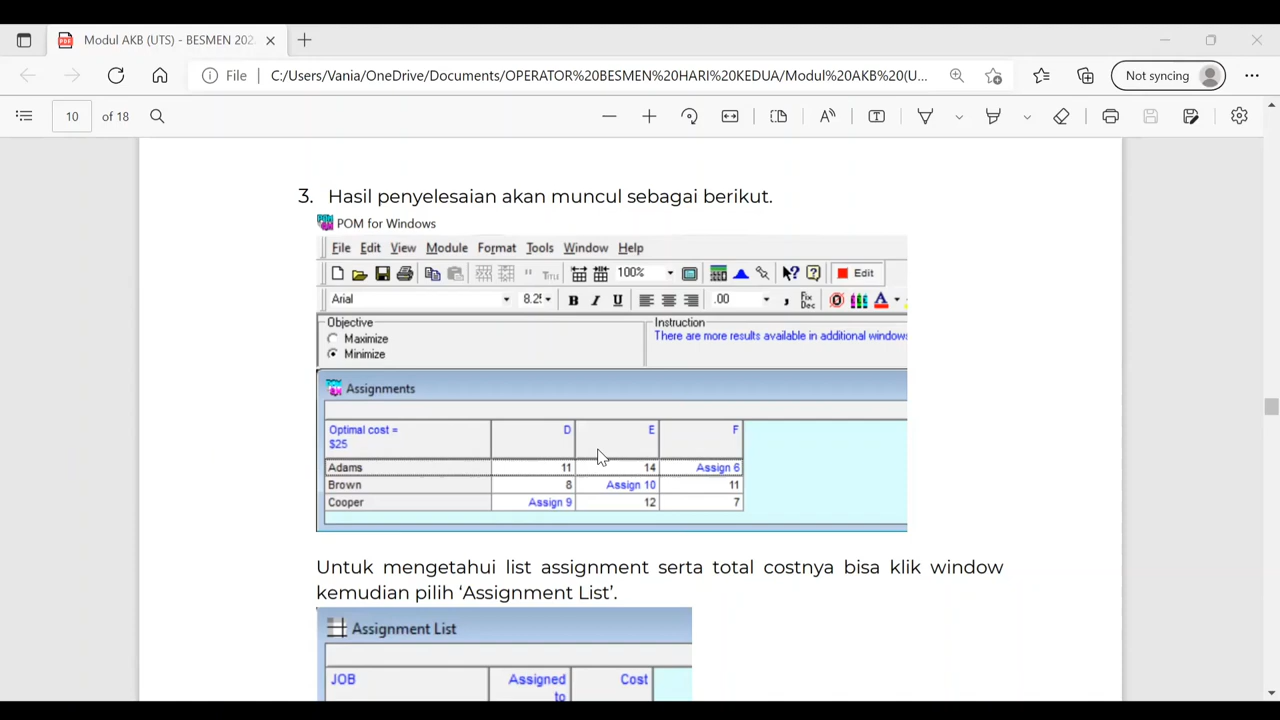 Modul AKB (UTS) - BESMEN 202
File C:/Users/Vania/OneDrive/Documents/OPERATOR%20BESMEN%20HARI%20KEDUA/Modul%20AKB%20(U...
Not syncing
10 of 18
3. Hasil penyelesaian akan muncul sebagai berikut.
POM for Windows
File Edit View Module Format Tools Window Help
100% Edit
Arial 8.25 B I U .00 , Fix Dec A
Objective Instruction
Maximize There are more results available in additional windows
Minimize
Assignments
Optimal cost = D E F
$25
Adams 11 14 Assign 6
Brown 8 Assign 10 11
Cooper Assign 9 12 7
Untuk mengetahui list assignment serta total costnya bisa klik window
kemudian pilih ‘Assignment List’.
Assignment List
JOB Assigned Cost
to